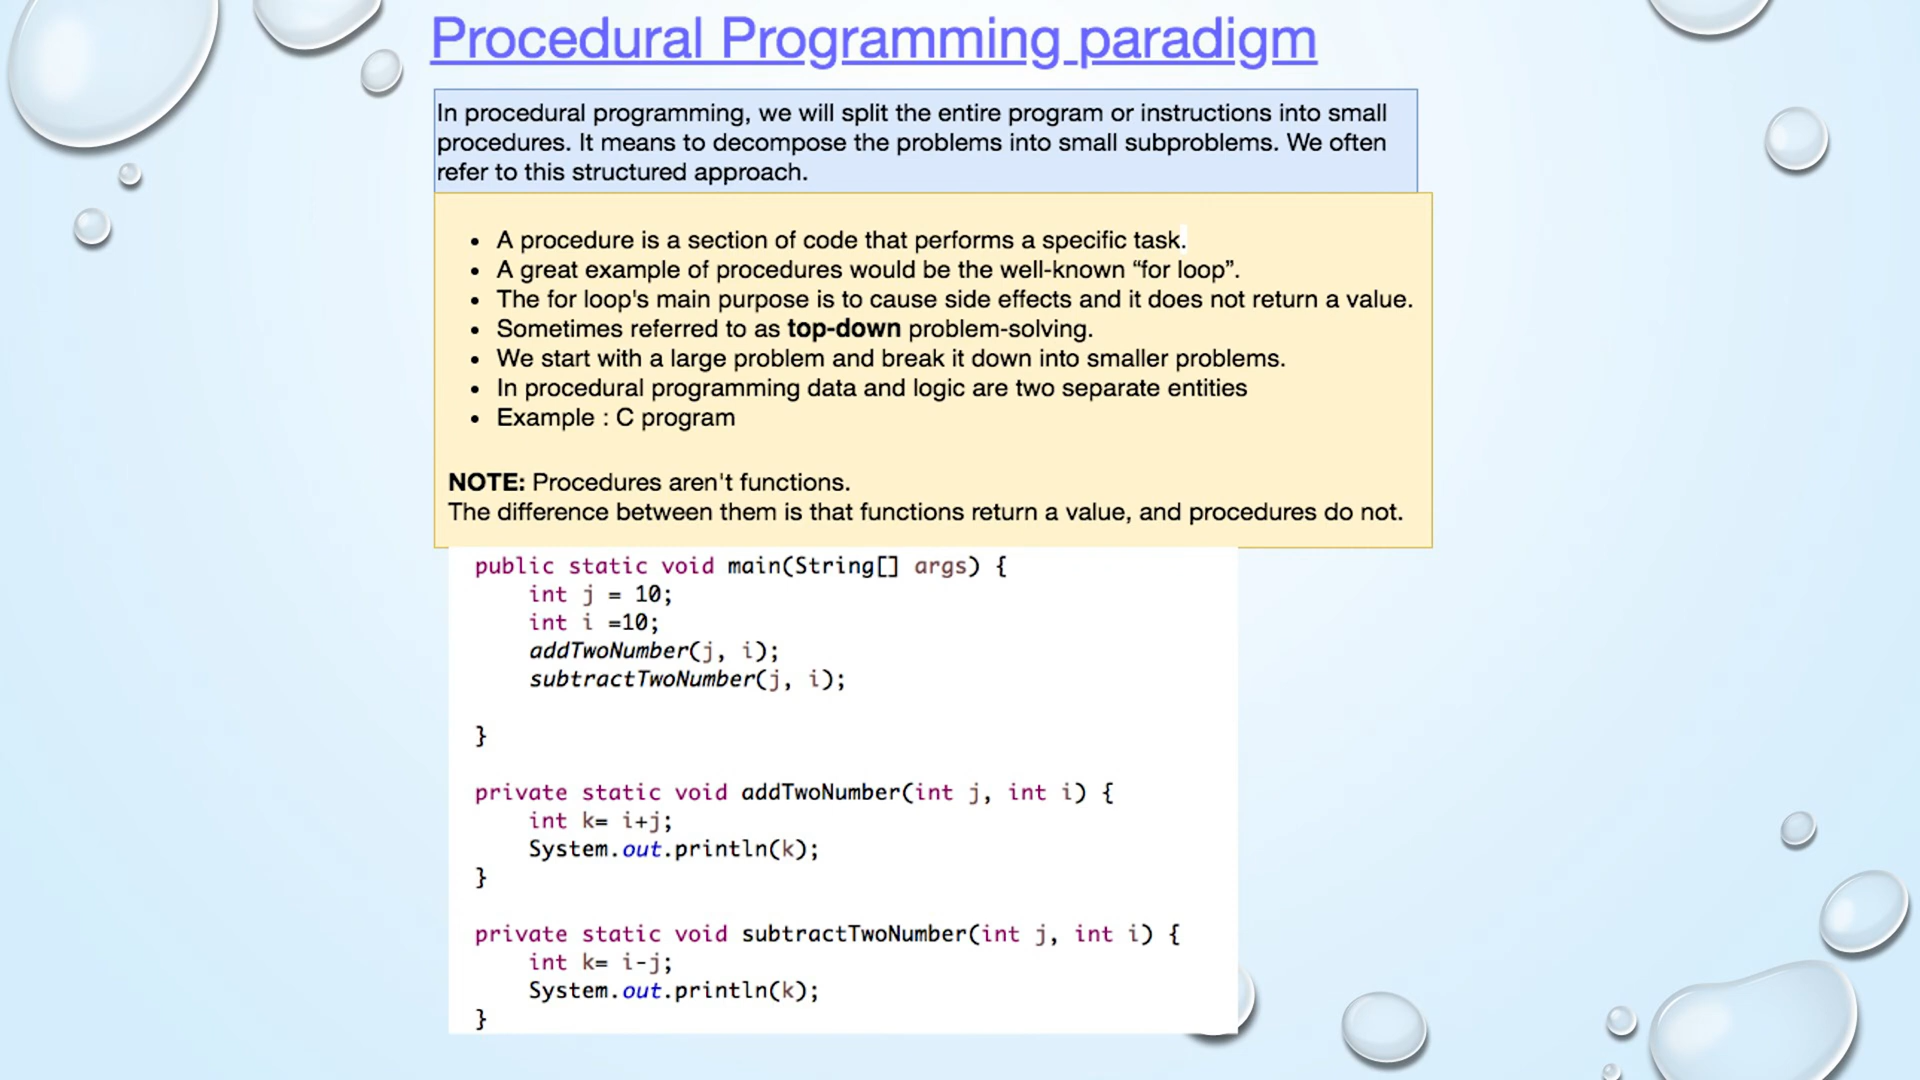 Procedural Programming paradigm
In procedural programming, we will split the entire program or instructions into small
procedures. It means to decompose the problems into small subproblems. We often
refer to this structured approach.
• A procedure is a section of code that performs a specific task.
• A great example of procedures would be the well-known “for loop”.
• The for loop's main purpose is to cause side effects and it does not return a value.
• Sometimes referred to as top-down problem-solving.
• We start with a large problem and break it down into smaller problems.
• In procedural programming data and logic are two separate entities
• Example : C program
NOTE: Procedures aren't functions.
The difference between them is that functions return a value, and procedures do not.
public static void main(String[] args) {
    int j = 10;
    int i =10;
    addTwoNumber(j, i);
    subtractTwoNumber(j, i);
}
private static void addTwoNumber(int j, int i) {
    int k= i+j;
    System.out.println(k);
}
private static void subtractTwoNumber(int j, int i) {
    int k= i-j;
    System.out.println(k);
}